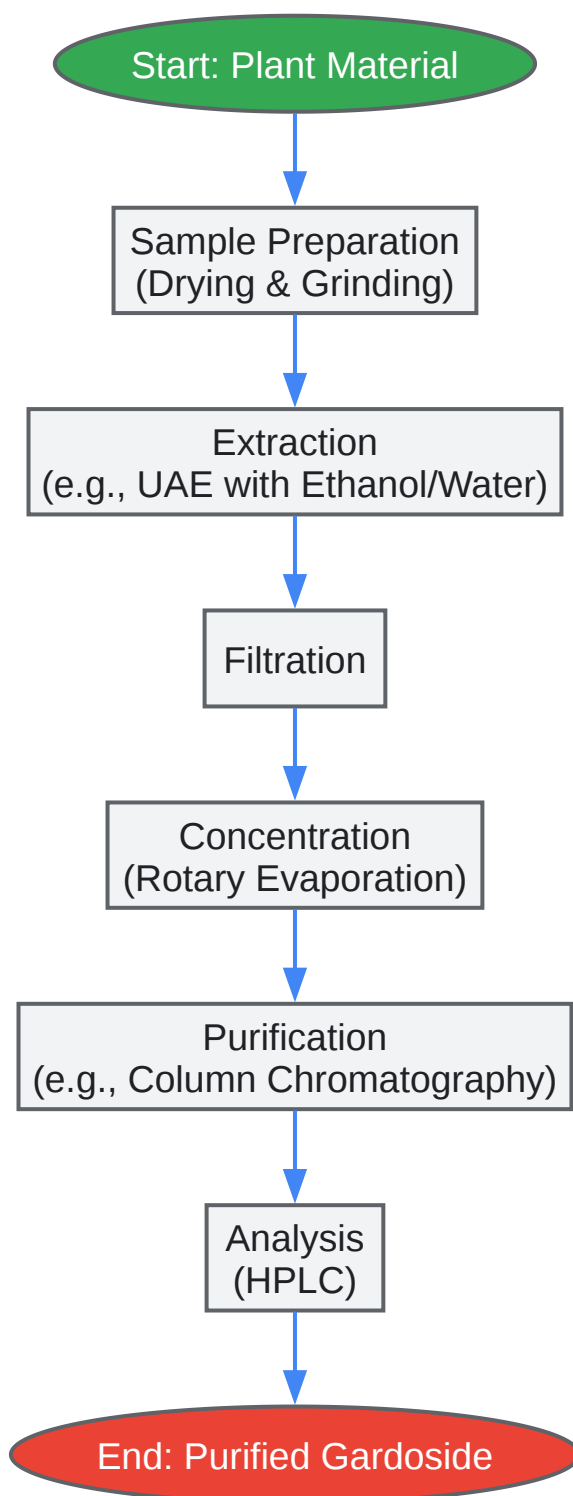 Start: Plant Material
Sample Preparation
(Drying & Grinding)
Extraction
(e.g., UAE with Ethanol/Water)
Filtration
Concentration
(Rotary Evaporation)
Purification
(e.g., Column Chromatography)
Analysis
(HPLC)
End: Purified Gardoside